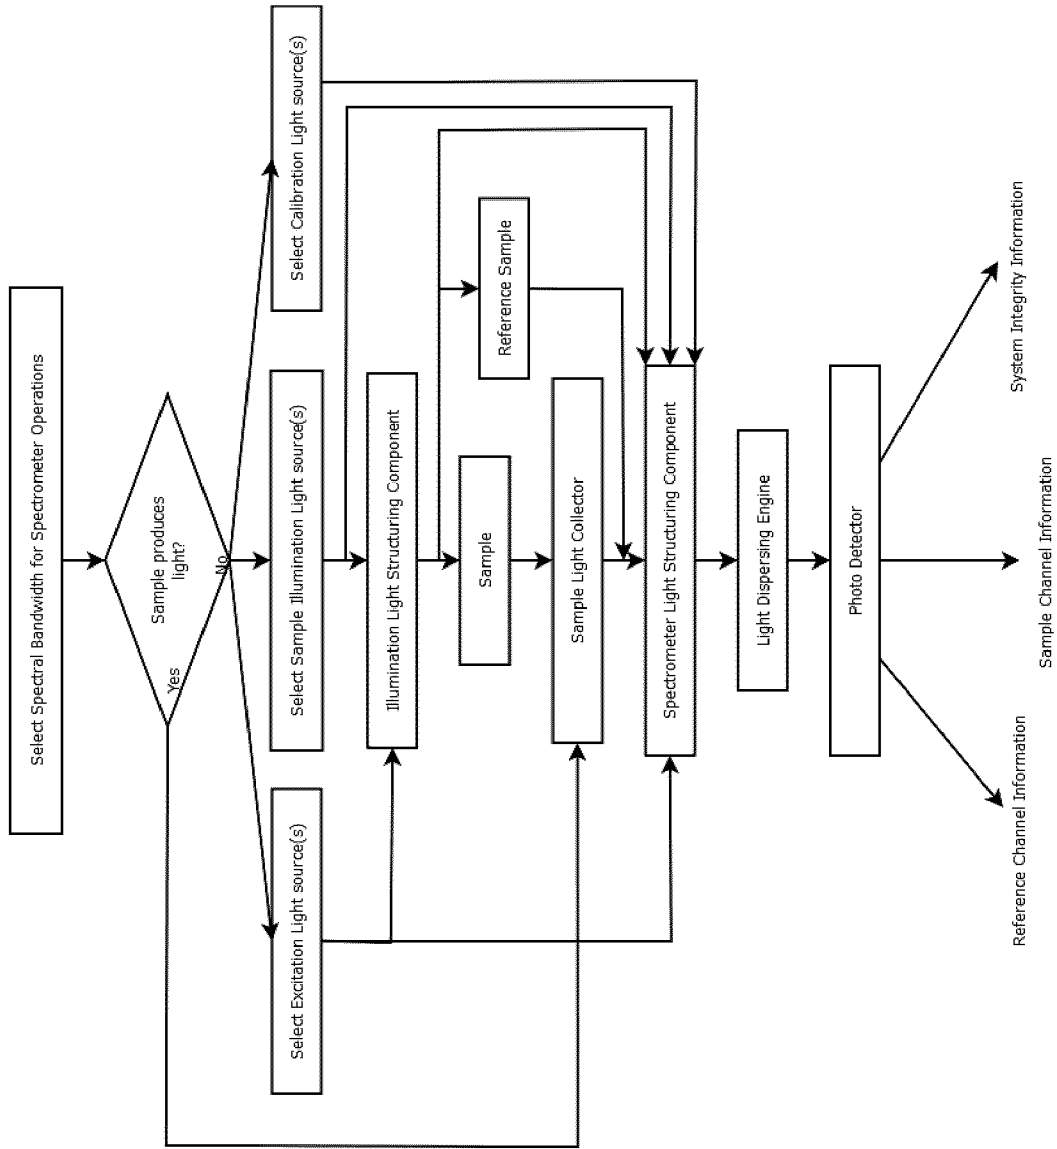 Select Spectral Bandwidth for Spectrometer Operations
Sample produces
light?
Yes
No
Select Excitation Light source(s)
Select Sample Illumination Light source(s)
Select Calibration Light source(s)
Illumination Light Structuring Component
Sample
Reference Sample
Sample Light Collector
Spectrometer Light Structuring Component
Light Dispersing Engine
Photo Detector
Reference Channel Information
Sample Channel Information
System Integrity Information